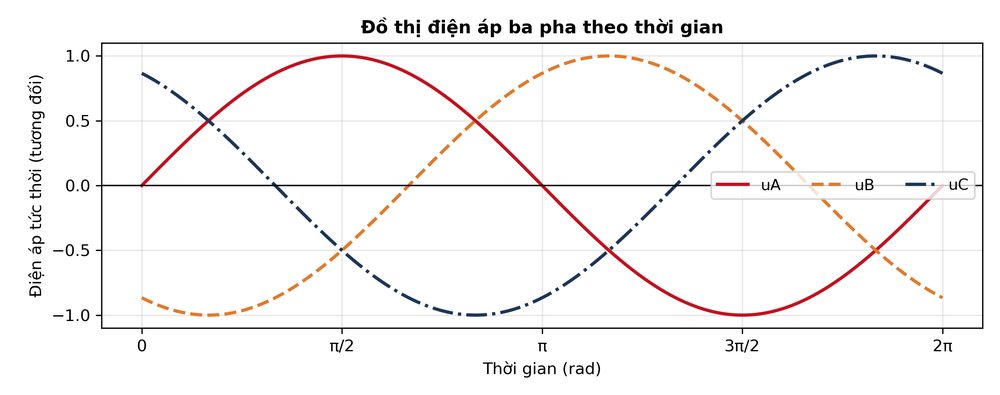 Đồ thị điện áp ba pha theo thời gian
Điện áp tức thời (tương đối)
1.0
0.5
0.0
−0.5
−1.0
uA uB uC
0 π/2 π 3π/2 2π
Thời gian (rad)